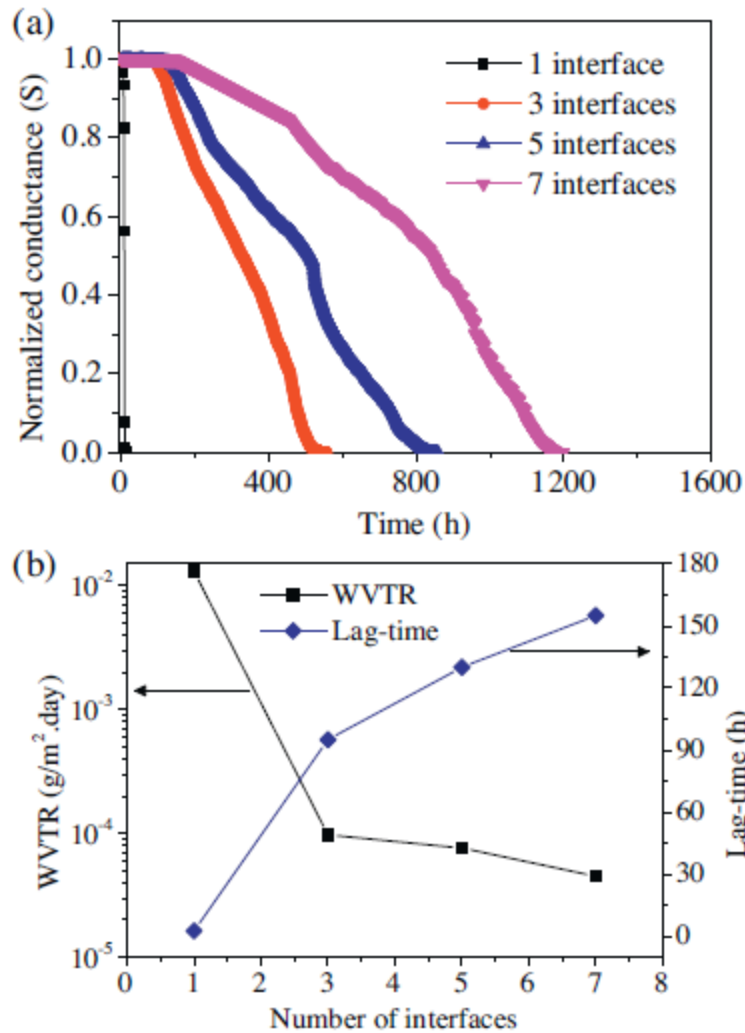 (a)
1.0
0.8
0.6
0.4
0.2
0.0
Normalized conductance (S)
1 interface
3 interfaces
5 interfaces
7 interfaces
0 400 800 1200 1600
Time (h)
(b)
10⁻²
10⁻³
10⁻⁴
10⁻⁵
WVTR (g/m².day)
WVTR
Lag-time
180
150
120
90
60
30
0
Lag-time (h)
0 1 2 3 4 5 6 7 8
Number of interfaces